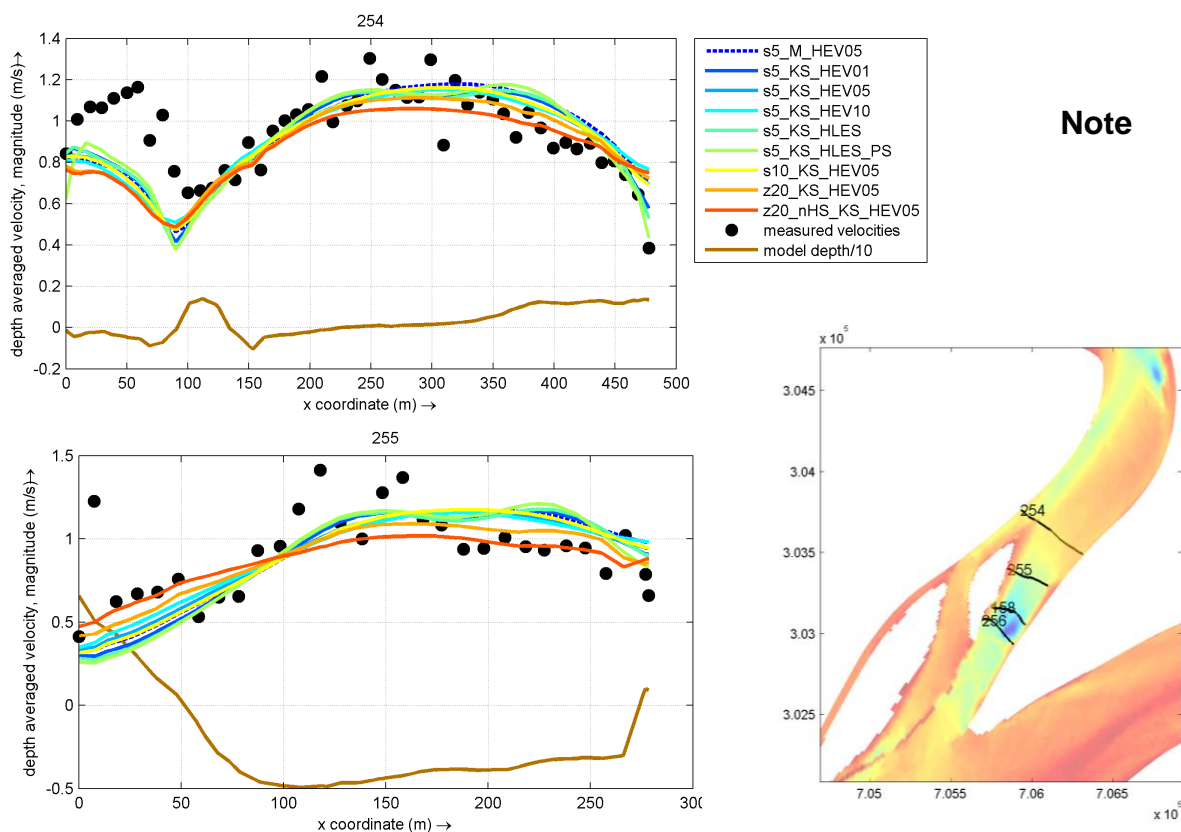 254
1.4
1.2
1
0.8
0.6
0.4
0.2
0
-0.2
depth averaged velocity, magnitude (m/s)→
0 50 100 150 200 250 300 350 400 450 500
x coordinate (m) →
s5_M_HEV05
s5_KS_HEV01
s5_KS_HEV05
s5_KS_HEV10
s5_KS_HLES
s5_KS_HLES_PS
s10_KS_HEV05
z20_KS_HEV05
z20_nHS_KS_HEV05
measured velocities
model depth/10
Note
255
1.5
1
0.5
0
-0.5
depth averaged velocity, magnitude (m/s)→
0 50 100 150 200 250 300
x coordinate (m) →
x 10⁵
3.045
3.04
3.035
3.03
3.025
254
255
158
256
7.05 7.055 7.06 7.065
x 10⁵